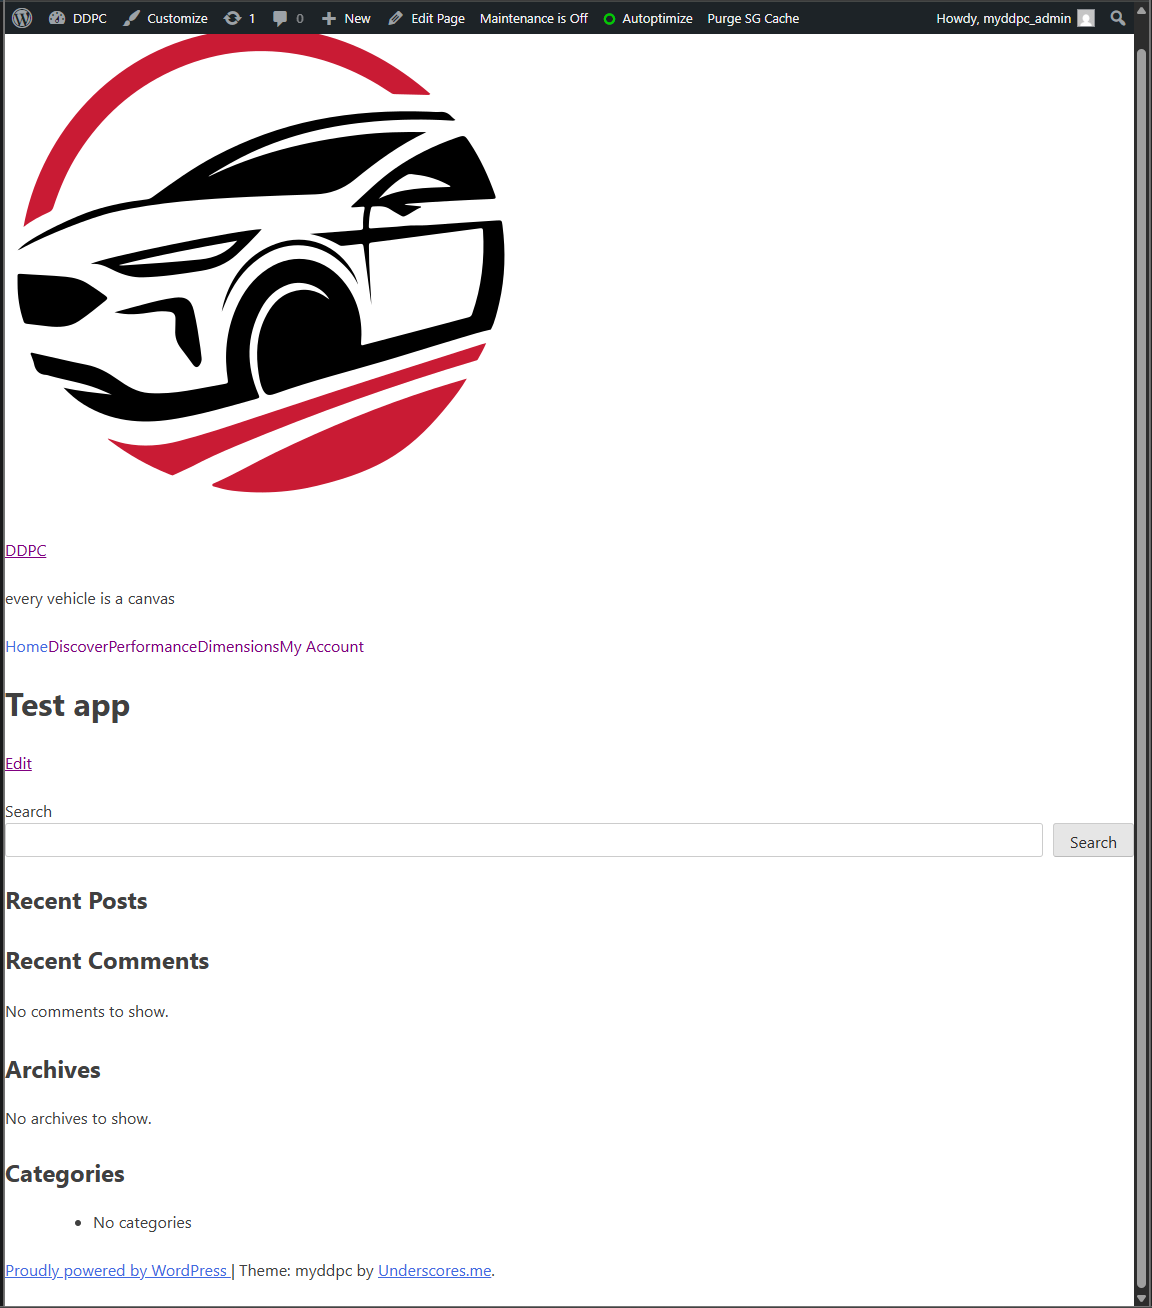 DDPC Customize 1 0 New Edit Page Maintenance is Off Autoptimize Purge SG Cache Howdy, myddpc_admin
DDPC
every vehicle is a canvas
HomeDiscoverPerformanceDimensionsMy Account
Test app
Edit
Search
Search
Recent Posts
Recent Comments
No comments to show.
Archives
No archives to show.
Categories
• No categories
Proudly powered by WordPress | Theme: myddpc by Underscores.me.